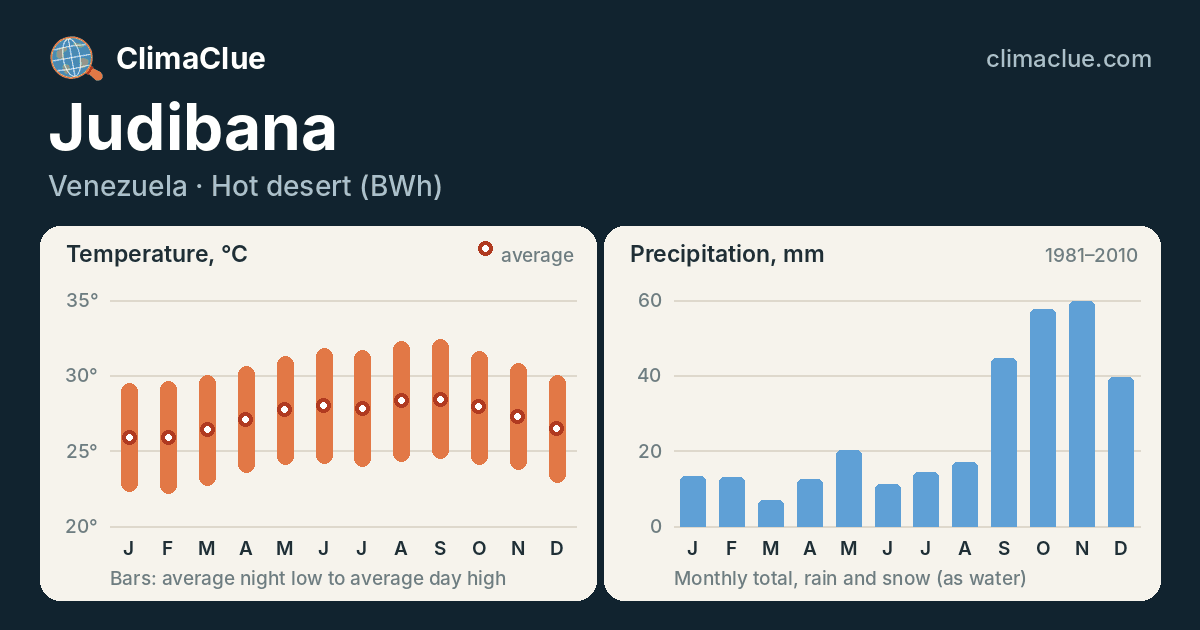 ClimaClue
climaclue.com
Judibana
Venezuela · Hot desert (BWh)
Temperature, °C
average
35°
30°
25°
20°
J F M A M J J A S O N D
Bars: average night low to average day high
Precipitation, mm
1981–2010
60
40
20
0
J F M A M J J A S O N D
Monthly total, rain and snow (as water)